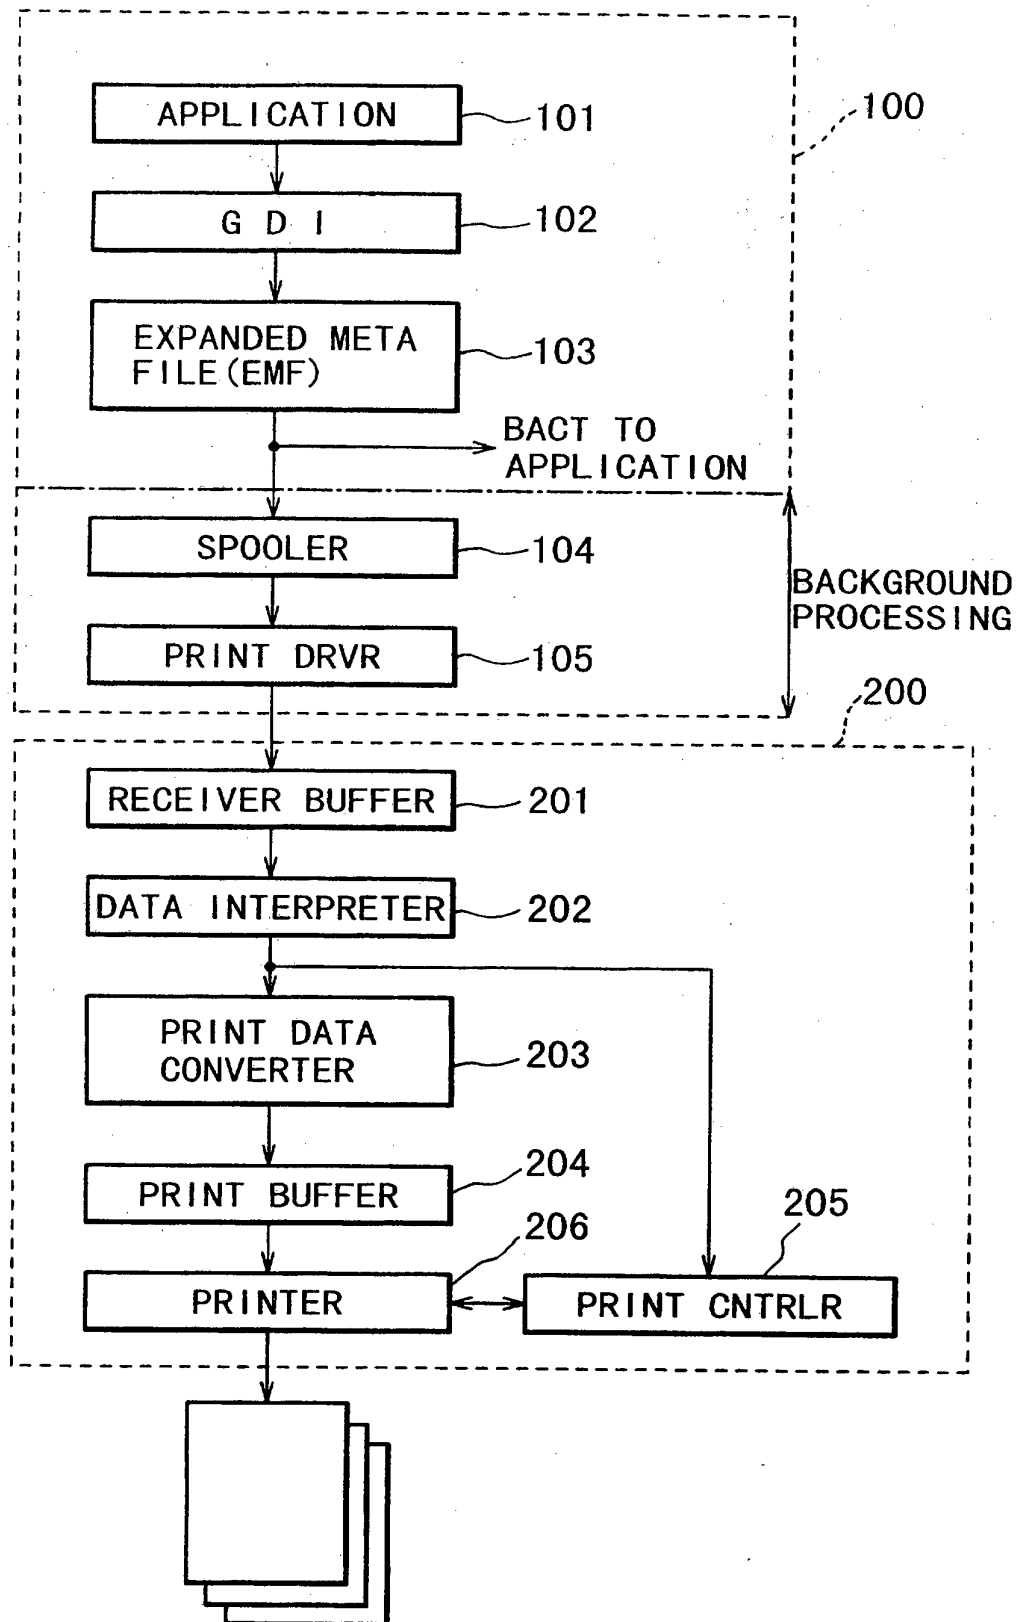 APPLICATION 101
100
G D I 102
EXPANDED META
FILE(EMF)
103
BACT TO
APPLICATION
SPOOLER 104
BACKGROUND
PROCESSING
PRINT DRVR 105
200
RECEIVER BUFFER 201
DATA INTERPRETER 202
PRINT DATA
CONVERTER
203
PRINT BUFFER 204
205
206
PRINTER
PRINT CNTRLR